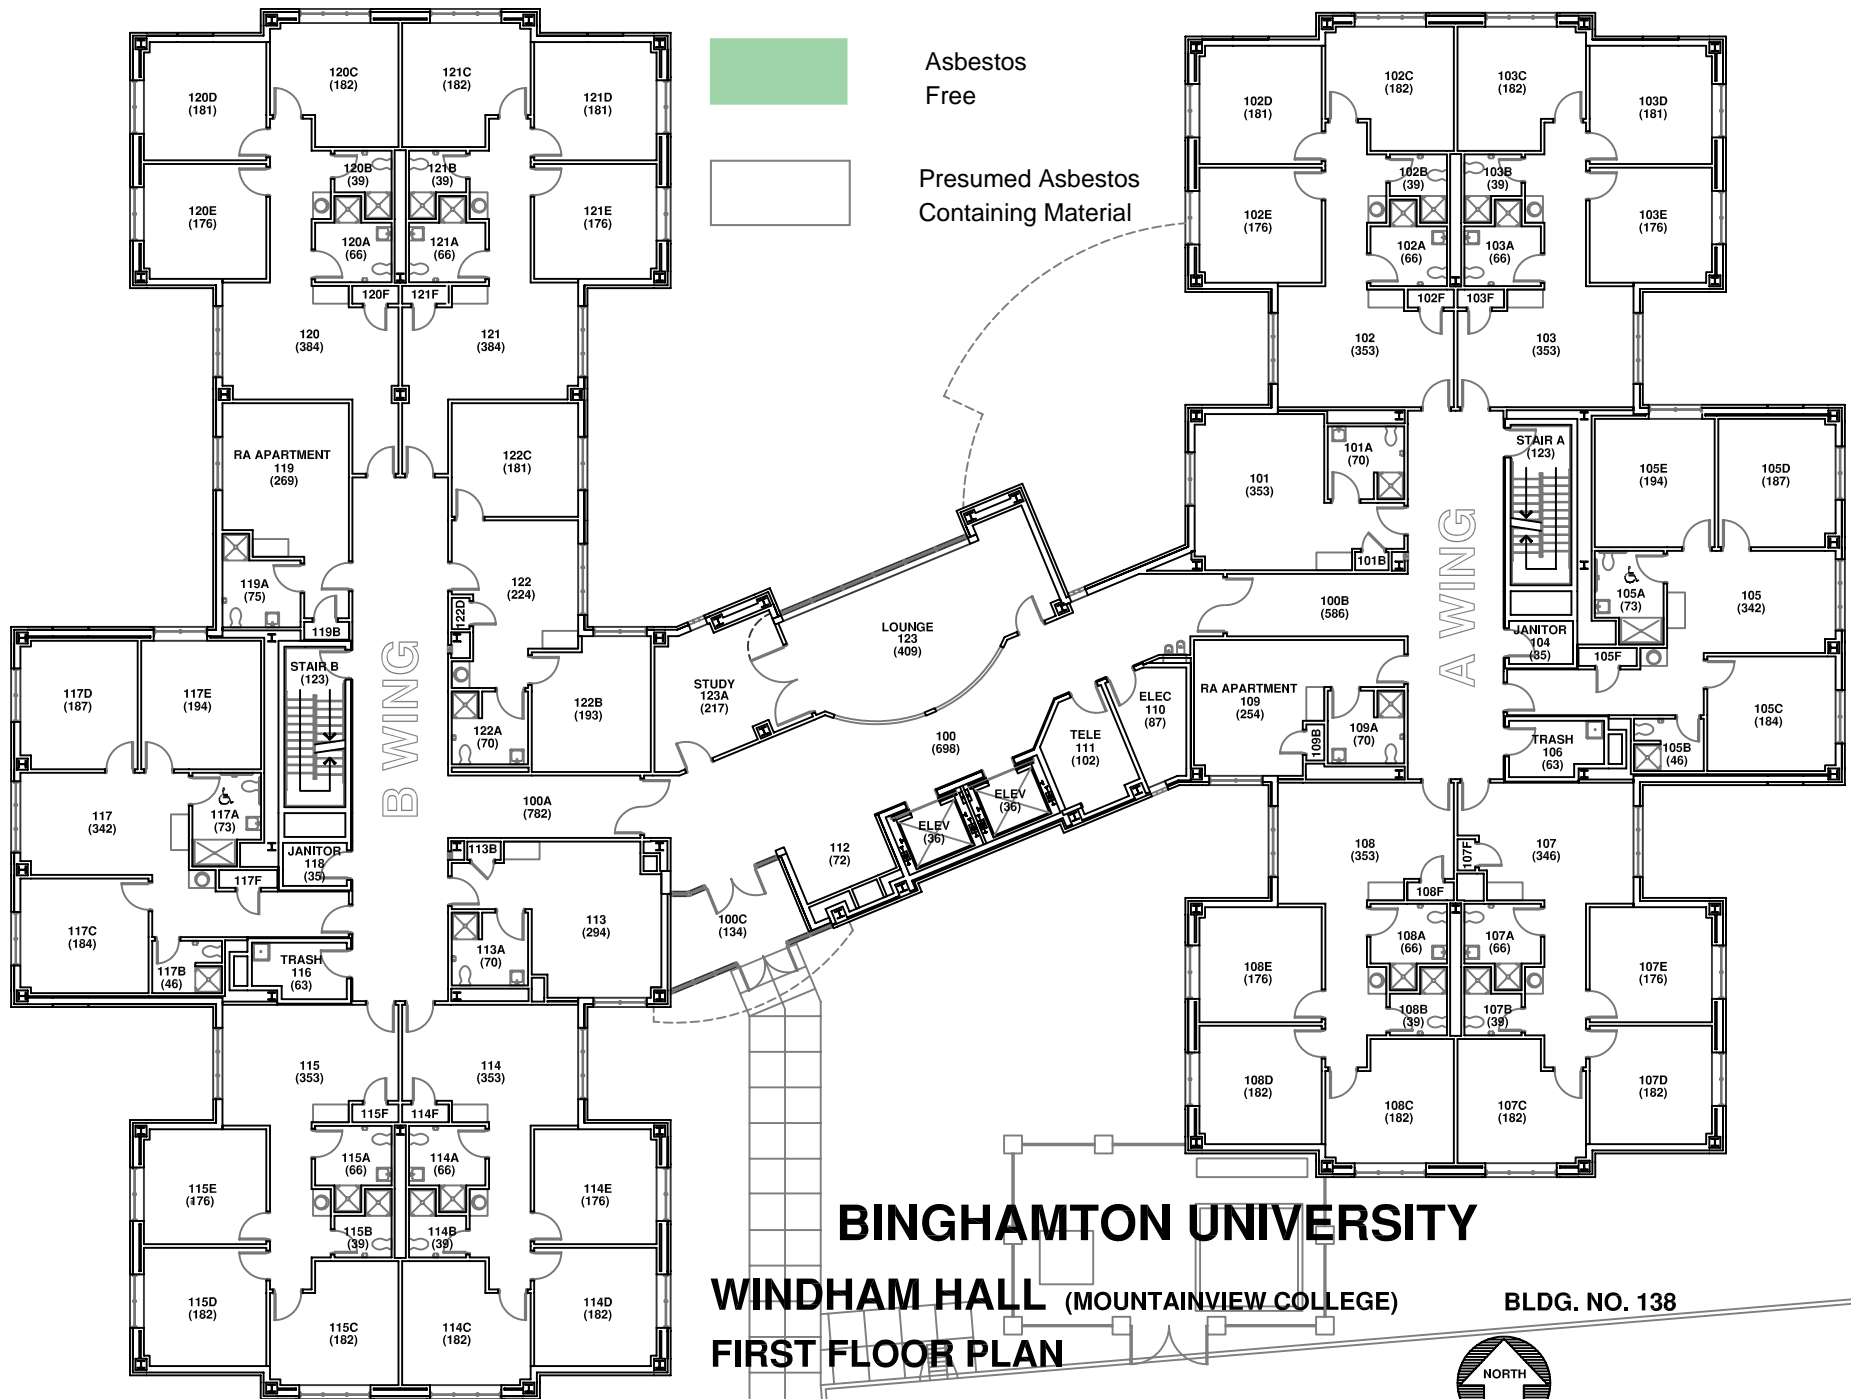 Asbestos
Free
Presumed Asbestos
Containing Material
120C
(182)
121C
(182)
120D
(181)
121D
(181)
120B
(39)
121B
(39)
120E
(176)
121E
(176)
120A
(66)
121A
(66)
120F
121F
120
(384)
121
(384)
RA APARTMENT
119
(269)
122C
(181)
119A
(75)
119B
122
(224)
122D
122A
(70)
122B
(193)
B WING
STAIR B
(123)
117D
(187)
117E
(194)
117
(342)
117A
(73)
JANITOR
118
(35)
117F
117C
(184)
117B
(46)
TRASH
116
(63)
100A
(782)
113B
113
(294)
113A
(70)
115
(353)
114
(353)
115F
114F
115A
(66)
114A
(66)
115E
(176)
114E
(176)
115B
(39)
114B
(39)
115D
(182)
114D
(182)
115C
(182)
114C
(182)
LOUNGE
123
(409)
STUDY
123A
(217)
100
(698)
TELE
111
(102)
ELEC
110
(87)
ELEV
(36)
ELEV
(36)
112
(72)
100C
(134)
102C
(182)
103C
(182)
102D
(181)
103D
(181)
102B
(39)
103B
(39)
102E
(176)
103E
(176)
102A
(66)
103A
(66)
102F
103F
102
(353)
103
(353)
101
(353)
101A
(70)
101B
100B
(586)
A WING
STAIR A
(123)
105E
(194)
105D
(187)
105A
(73)
105
(342)
JANITOR
104
(35)
105F
105C
(184)
105B
(46)
TRASH
106
(63)
RA APARTMENT
109
(254)
109B
109A
(70)
108
(353)
107
(346)
107F
108F
108A
(66)
107A
(66)
108E
(176)
107E
(176)
108B
(39)
107B
(39)
108D
(182)
107D
(182)
108C
(182)
107C
(182)
BINGHAMTON UNIVERSITY
WINDHAM HALL (MOUNTAINVIEW COLLEGE) BLDG. NO. 138
FIRST FLOOR PLAN
NORTH